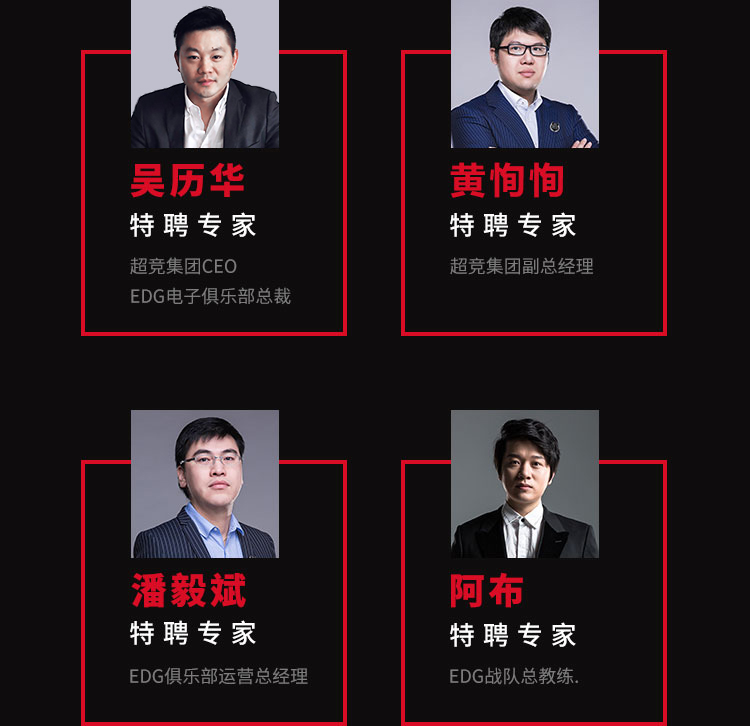 吴历华
特聘专家
超竞集团CEO
EDG电子俱乐部总裁
黄恂恂
特聘专家
超竞集团副总经理
潘毅斌
特聘专家
EDG俱乐部运营总经理
阿布
特聘专家
EDG战队总教练.